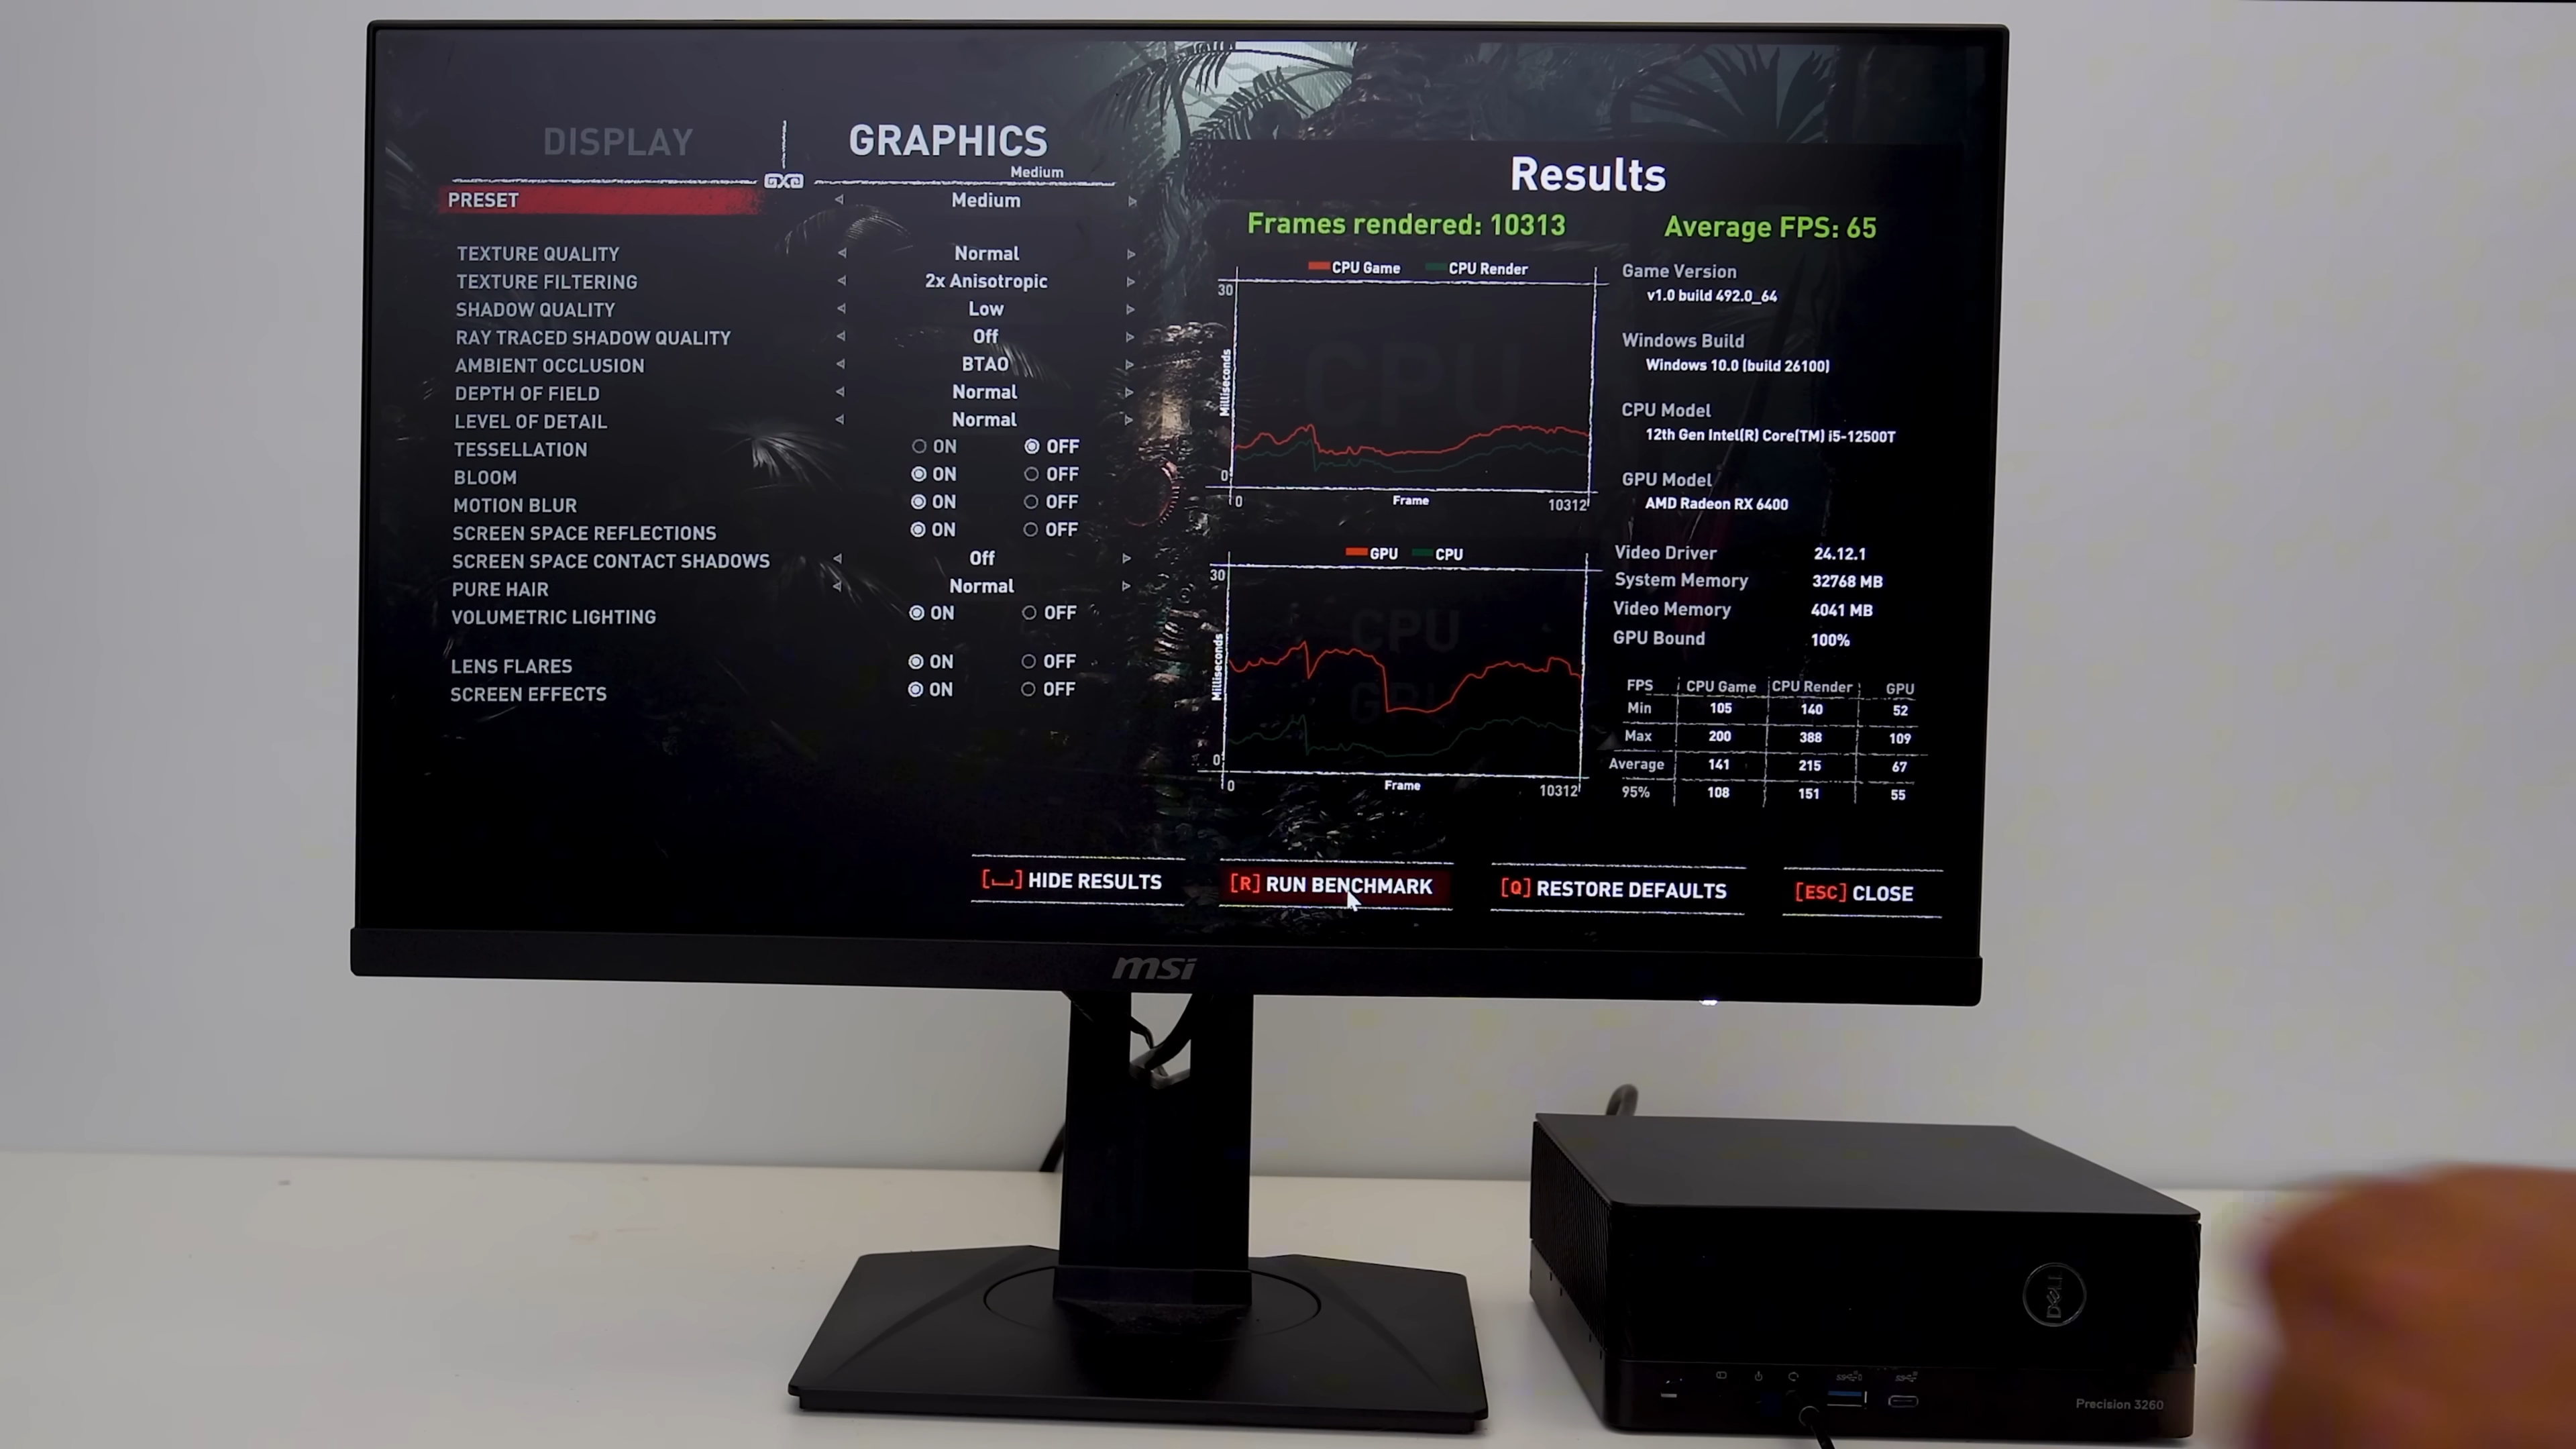 DISPLAY
GRAPHICS
Medium
PRESET Medium
TEXTURE QUALITY Normal
TEXTURE FILTERING 2x Anisotropic
SHADOW QUALITY Low
RAY TRACED SHADOW QUALITY Off
AMBIENT OCCLUSION BTAO
DEPTH OF FIELD Normal
LEVEL OF DETAIL Normal
TESSELLATION ON OFF
BLOOM ON OFF
MOTION BLUR ON OFF
SCREEN SPACE REFLECTIONS ON OFF
SCREEN SPACE CONTACT SHADOWS Off
PURE HAIR Normal
VOLUMETRIC LIGHTING ON OFF
LENS FLARES ON OFF
SCREEN EFFECTS ON OFF
Results
Frames rendered: 10313 Average FPS: 65
CPU Game CPU Render
30
CPU
Milliseconds
0
0 Frame 10312
GPU CPU
30
CPU
GPU
Milliseconds
0
0 Frame 10312
Game Version
v1.0 build 492.0_64
Windows Build
Windows 10.0 (build 26100)
CPU Model
12th Gen Intel(R) Core(TM) i5-12500T
GPU Model
AMD Radeon RX 6400
Video Driver 24.12.1
System Memory 32768 MB
Video Memory 4041 MB
GPU Bound 100%
FPS CPU Game CPU Render GPU
Min 105 140 52
Max 200 388 109
Average 141 215 67
95% 108 151 55
HIDE RESULTS
[R] RUN BENCHMARK
[Q] RESTORE DEFAULTS
[ESC] CLOSE
msi
DELL
Precision 3260